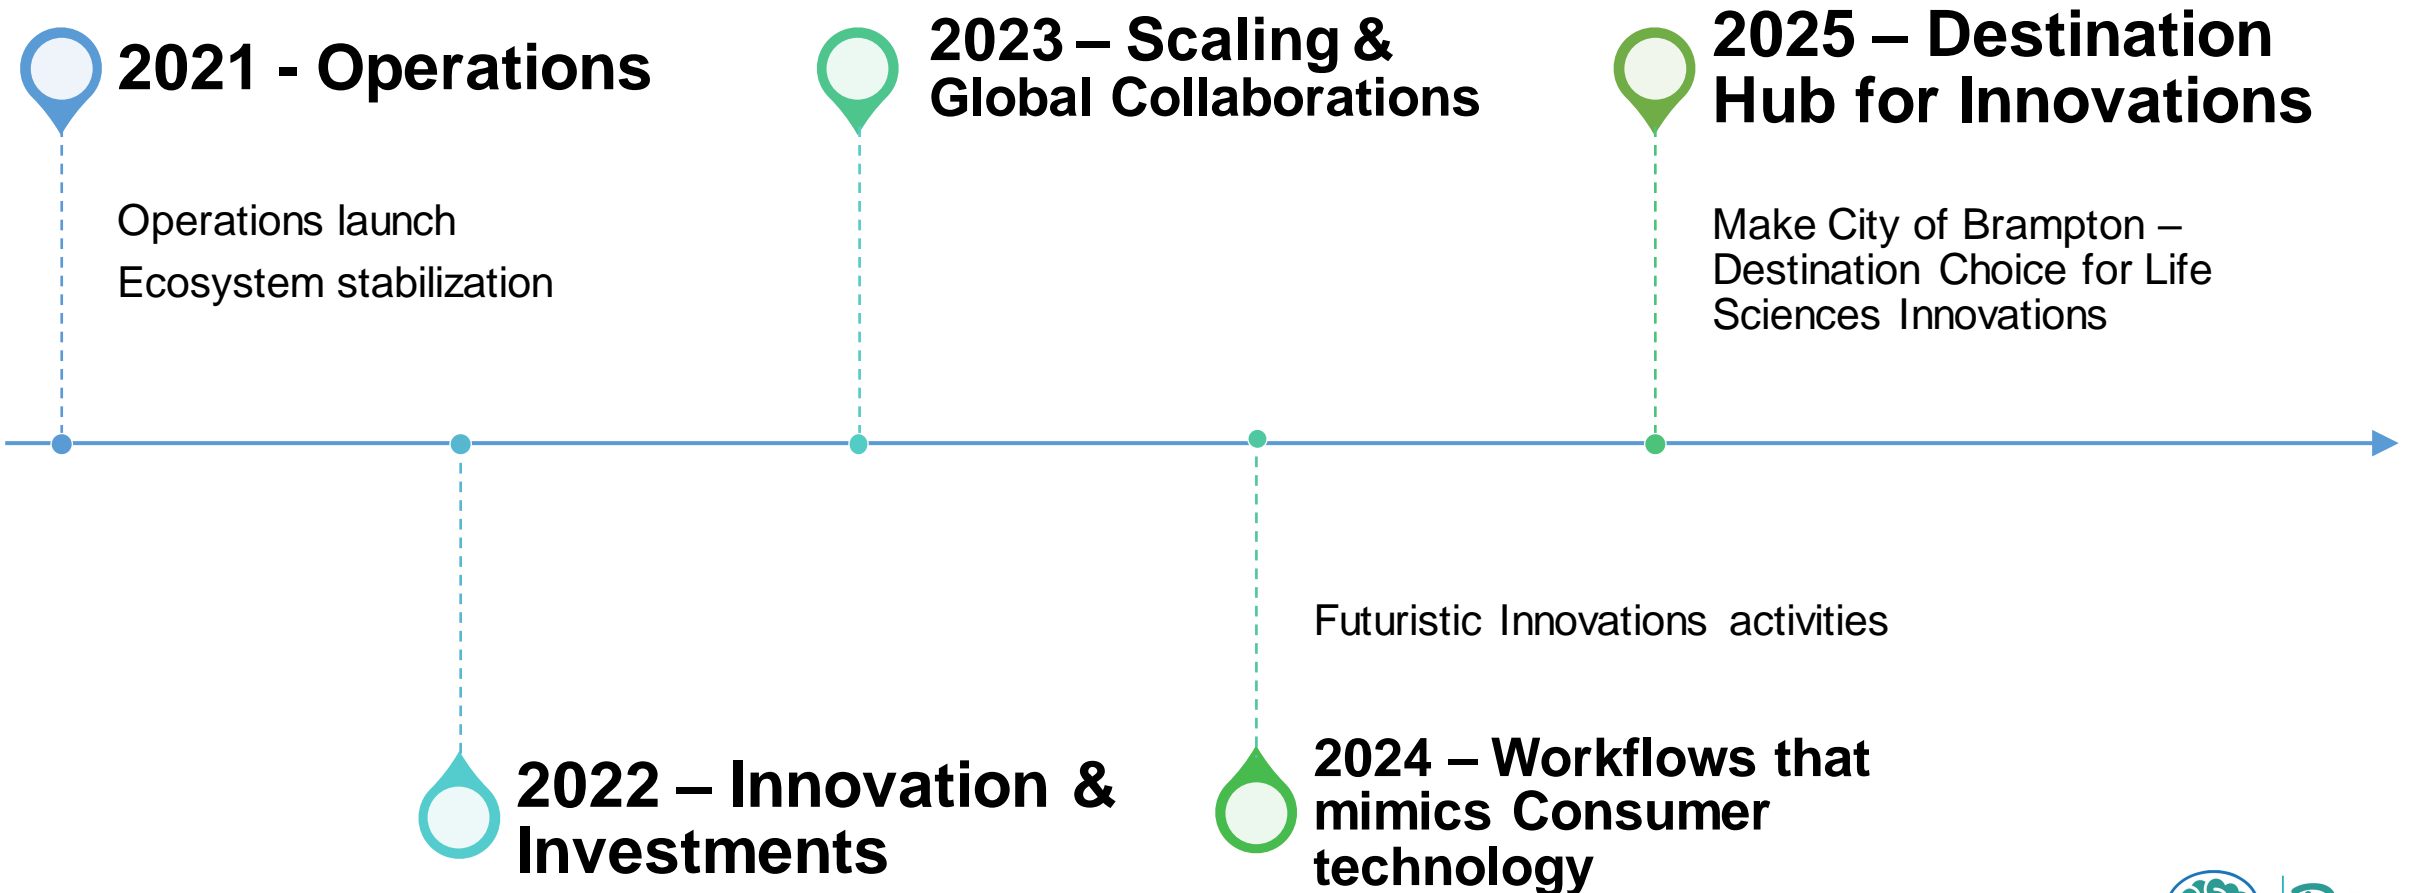 2021 - Operations
Operations launch
Ecosystem stabilization
2022 – Innovation &
Investments
2023 – Scaling &
Global Collaborations
Futuristic Innovations activities
2024 – Workflows that
mimics Consumer
technology
2025 – Destination
Hub for Innovations
Make City of Brampton –
Destination Choice for Life
Sciences Innovations